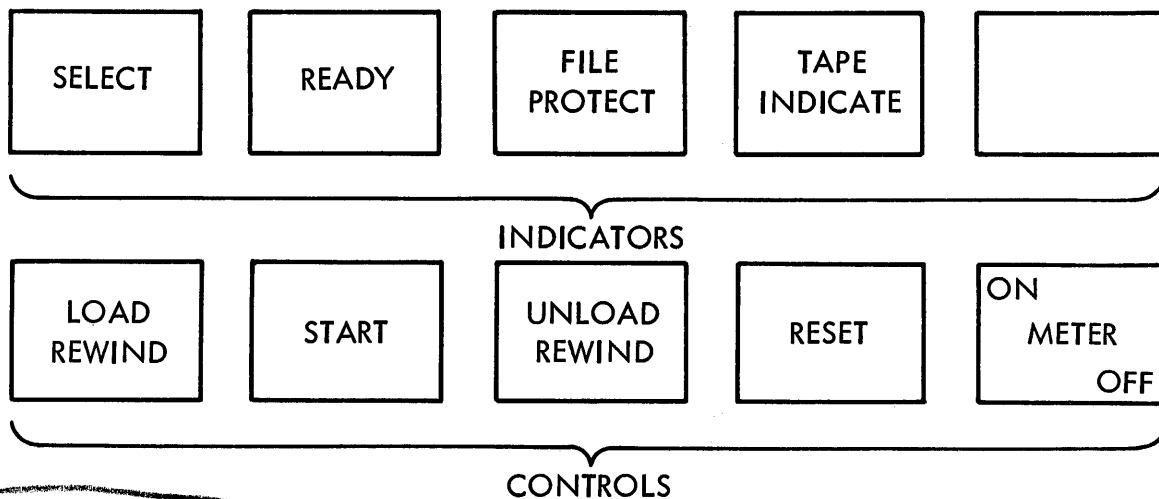 SELECT
READY
FILE
PROTECT
TAPE
INDICATE
INDICATORS
LOAD
REWIND
START
UNLOAD
REWIND
RESET
ON
METER
OFF
CONTROLS